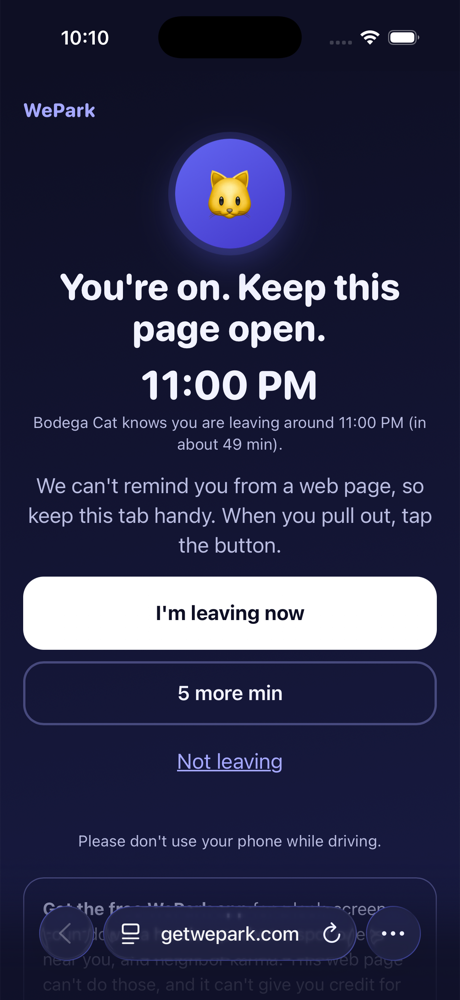 10:10
WePark
You're on. Keep this
page open.
11:00 PM
Bodega Cat knows you are leaving around 11:00 PM (in
about 49 min).
We can't remind you from a web page, so
keep this tab handy. When you pull out, tap
the button.
I'm leaving now
5 more min
Not leaving
Please don't use your phone while driving.
Get the free WePark app for a lock screen
getwepark.com
near you, and neighbor karma. This web page
can't do those, and it can't give you credit for